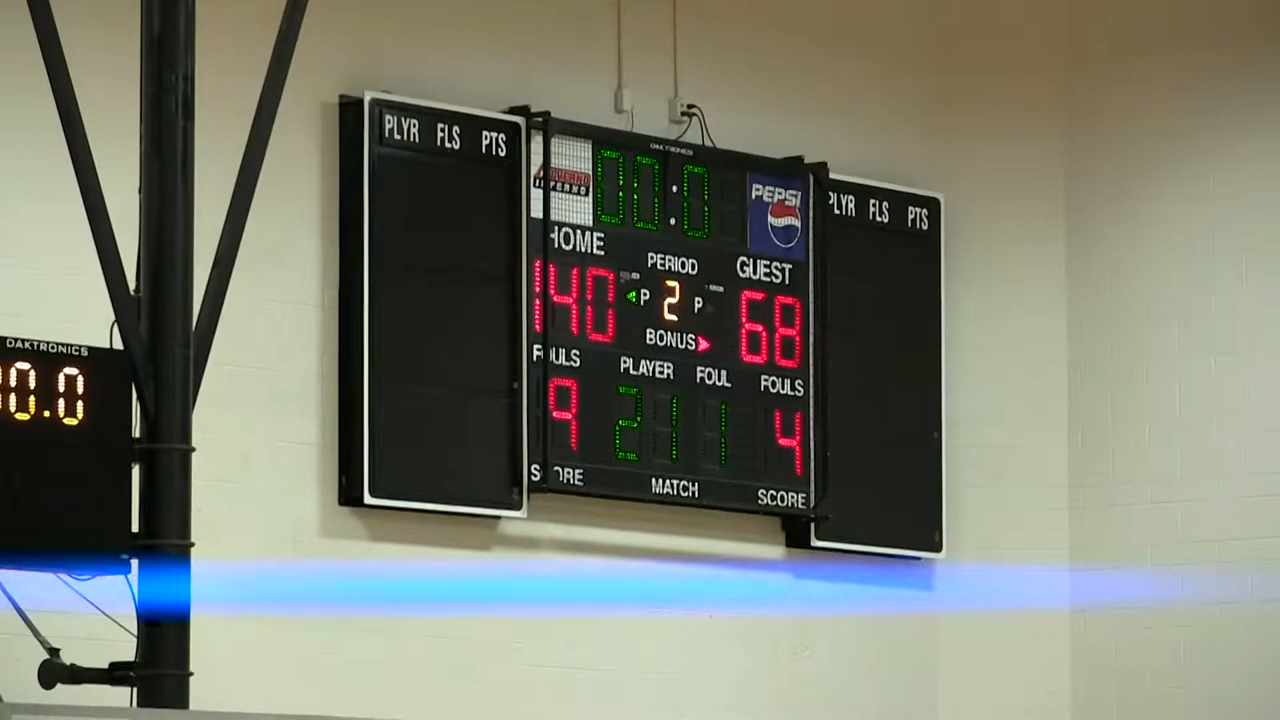 PLYR FLS PTS
DAKTRONICS
INFERNO
00:0
PEPSI
PLYR FLS PTS
HOME
PERIOD
GUEST
140
P 2 P
68
BONUS
FOULS
PLAYER FOUL
FOULS
9
21 1
4
SCORE
MATCH
SCORE
DAKTRONICS
0.0